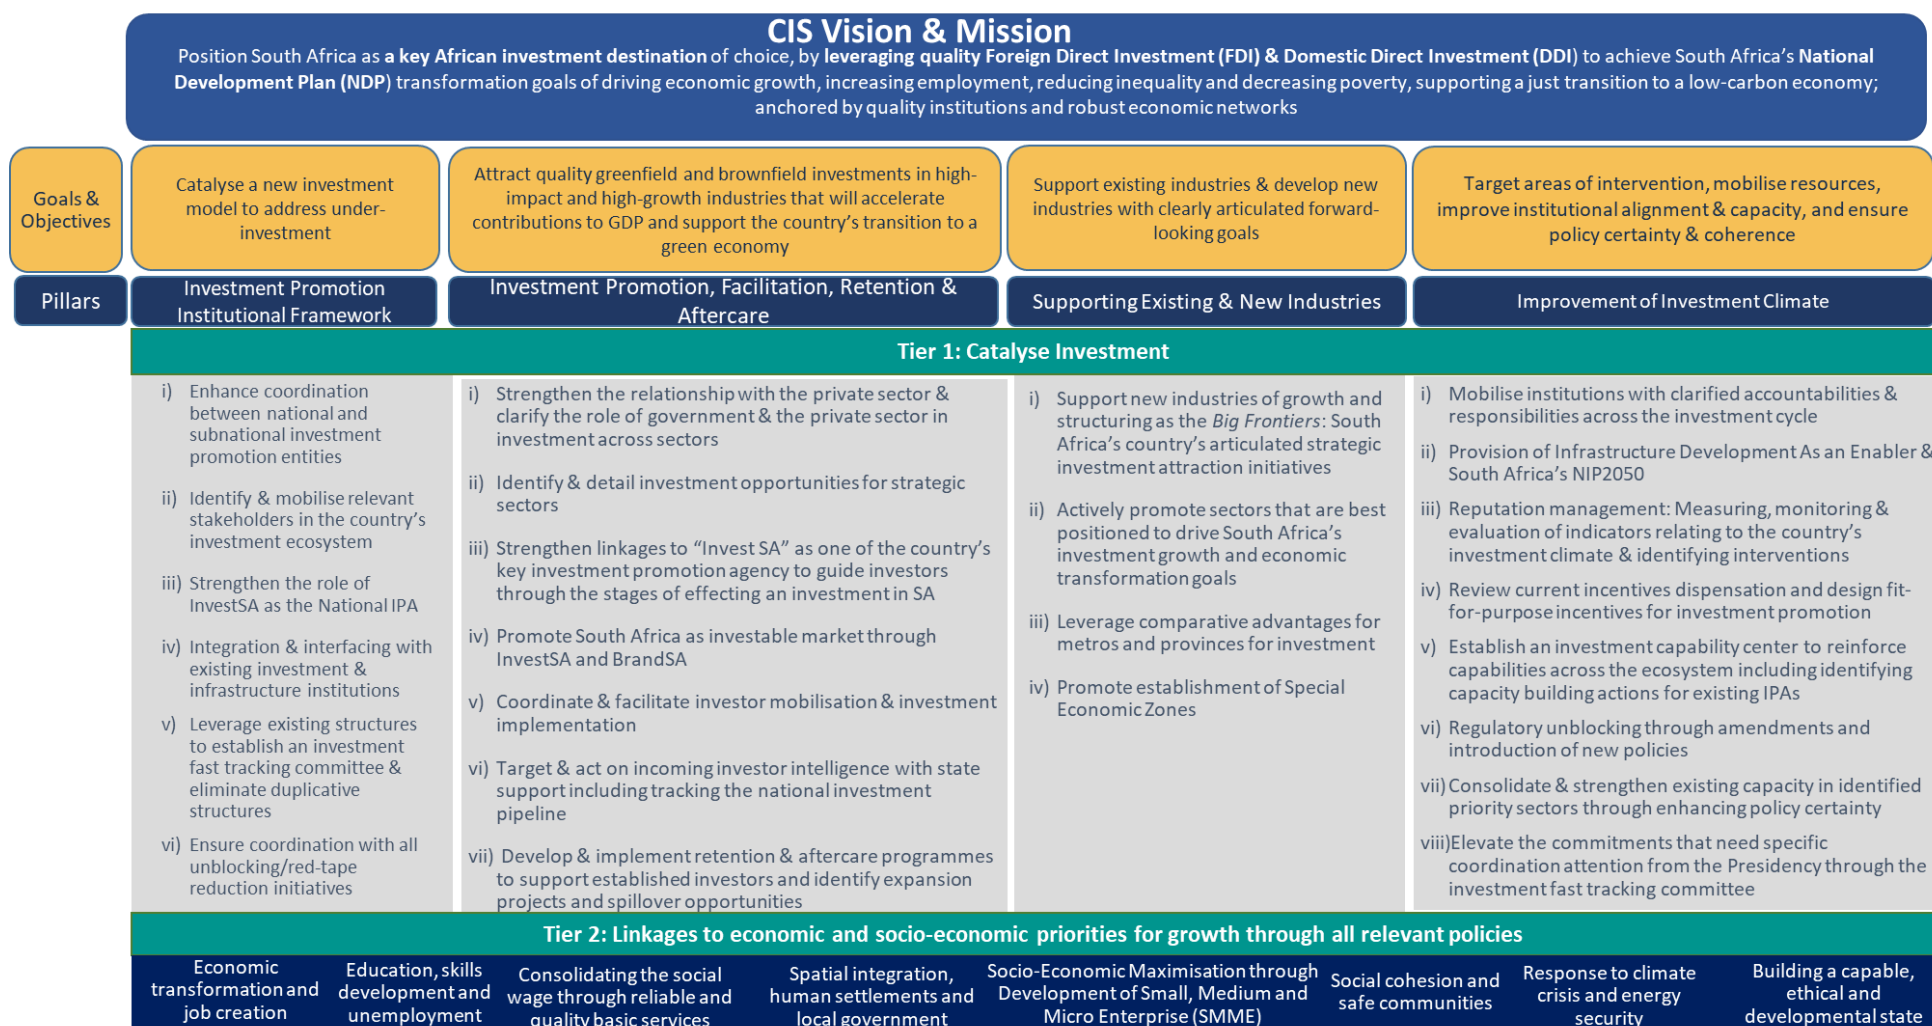 CIS Vision & Mission
Position South Africa as a key African investment destination of choice, by leveraging quality Foreign Direct Investment (FDI) & Domestic Direct Investment (DDI) to achieve South Africa's National
Development Plan (NDP) transformation goals of driving economic growth, increasing employment, reducing inequality and decreasing poverty, supporting a just transition to a low-carbon economy;
anchored by quality institutions and robust economic networks
Goals &
Objectives
Catalyse a new investment
model to address under-
investment
Attract quality greenfield and brownfield investments in high-
impact and high-growth industries that will accelerate
contributions to GDP and support the country's transition to a
green economy
Support existing industries & develop new
industries with clearly articulated forward-
looking goals
Target areas of intervention, mobilise resources,
improve institutional alignment & capacity, and ensure
policy certainty & coherence
Pillars
Investment Promotion
Institutional Framework
Investment Promotion, Facilitation, Retention &
Aftercare
Supporting Existing & New Industries
Improvement of Investment Climate
Tier 1: Catalyse Investment
i) Enhance coordination
between national and
subnational investment
promotion entities
ii) Identify & mobilise relevant
stakeholders in the country's
investment ecosystem
iii) Strengthen the role of
InvestSA as the National IPA
iv) Integration & interfacing with
existing investment &
infrastructure institutions
v) Leverage existing structures
to establish an investment
fast tracking committee &
eliminate duplicative
structures
vi) Ensure coordination with all
unblocking/red-tape
reduction initiatives
i) Strengthen the relationship with the private sector &
clarify the role of government & the private sector in
investment across sectors
ii) Identify & detail investment opportunities for strategic
sectors
iii) Strengthen linkages to "Invest SA" as one of the country's
key investment promotion agency to guide investors
through the stages of effecting an investment in SA
iv) Promote South Africa as investable market through
InvestSA and BrandSA
v) Coordinate & facilitate investor mobilisation & investment
implementation
vi) Target & act on incoming investor intelligence with state
support including tracking the national investment
pipeline
vii) Develop & implement retention & aftercare programmes
to support established investors and identify expansion
projects and spillover opportunities
i) Support new industries of growth and
structuring as the Big Frontiers: South
Africa's country's articulated strategic
investment attraction initiatives
ii) Actively promote sectors that are best
positioned to drive South Africa's
investment growth and economic
transformation goals
iii) Leverage comparative advantages for
metros and provinces for investment
iv) Promote establishment of Special
Economic Zones
i) Mobilise institutions with clarified accountabilities &
responsibilities across the investment cycle
ii) Provision of Infrastructure Development As an Enabler &
South Africa's NIP2050
iii) Reputation management: Measuring, monitoring &
evaluation of indicators relating to the country's
investment climate & identifying interventions
iv) Review current incentives dispensation and design fit-
for-purpose incentives for investment promotion
v) Establish an investment capability center to reinforce
capabilities across the ecosystem including identifying
capacity building actions for existing IPAs
vi) Regulatory unblocking through amendments and
introduction of new policies
vii) Consolidate & strengthen existing capacity in identified
priority sectors through enhancing policy certainty
viii)Elevate the commitments that need specific
coordination attention from the Presidency through the
investment fast tracking committee
Tier 2: Linkages to economic and socio-economic priorities for growth through all relevant policies
Economic
transformation and
job creation
Education, skills
development and
unemployment
Consolidating the social
wage through reliable and
quality basic services
Spatial integration,
human settlements and
local government
Socio-Economic Maximisation through
Development of Small, Medium and
Micro Enterprise (SMME)
Social cohesion and
safe communities
Response to climate
crisis and energy
security
Building a capable,
ethical and
developmental state